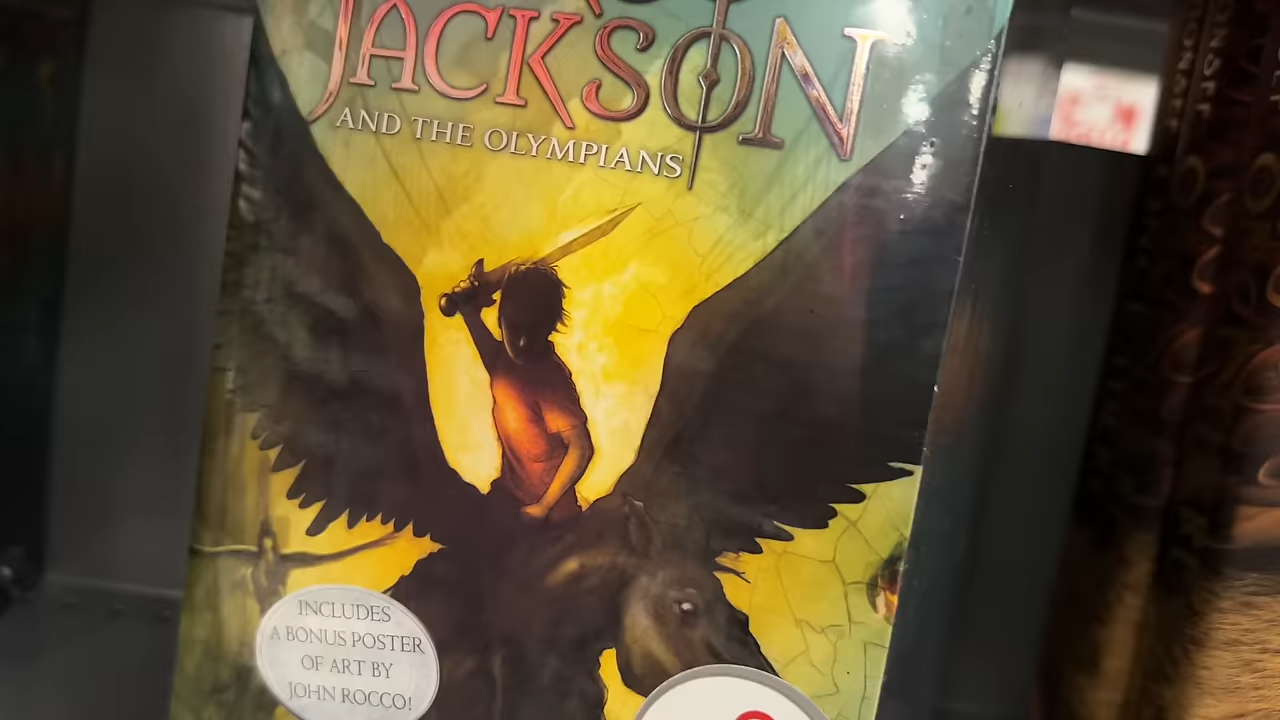 JACKSON
AND THE OLYMPIANS
INCLUDES
A BONUS POSTER
OF ART BY
JOHN ROCCO!